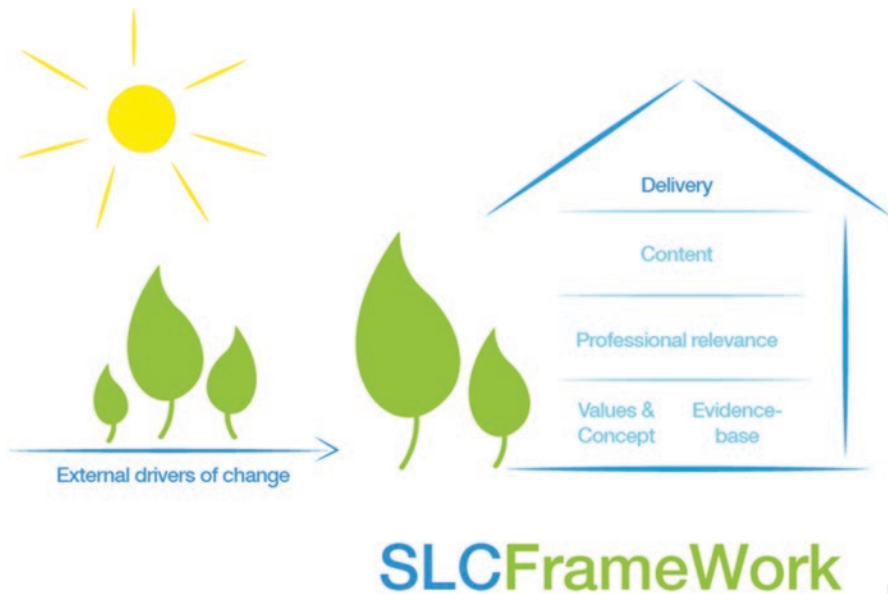 Delivery
Content
Professional relevance
Values &
Concept
Evidence-
base
External drivers of change
SLCFrameWork